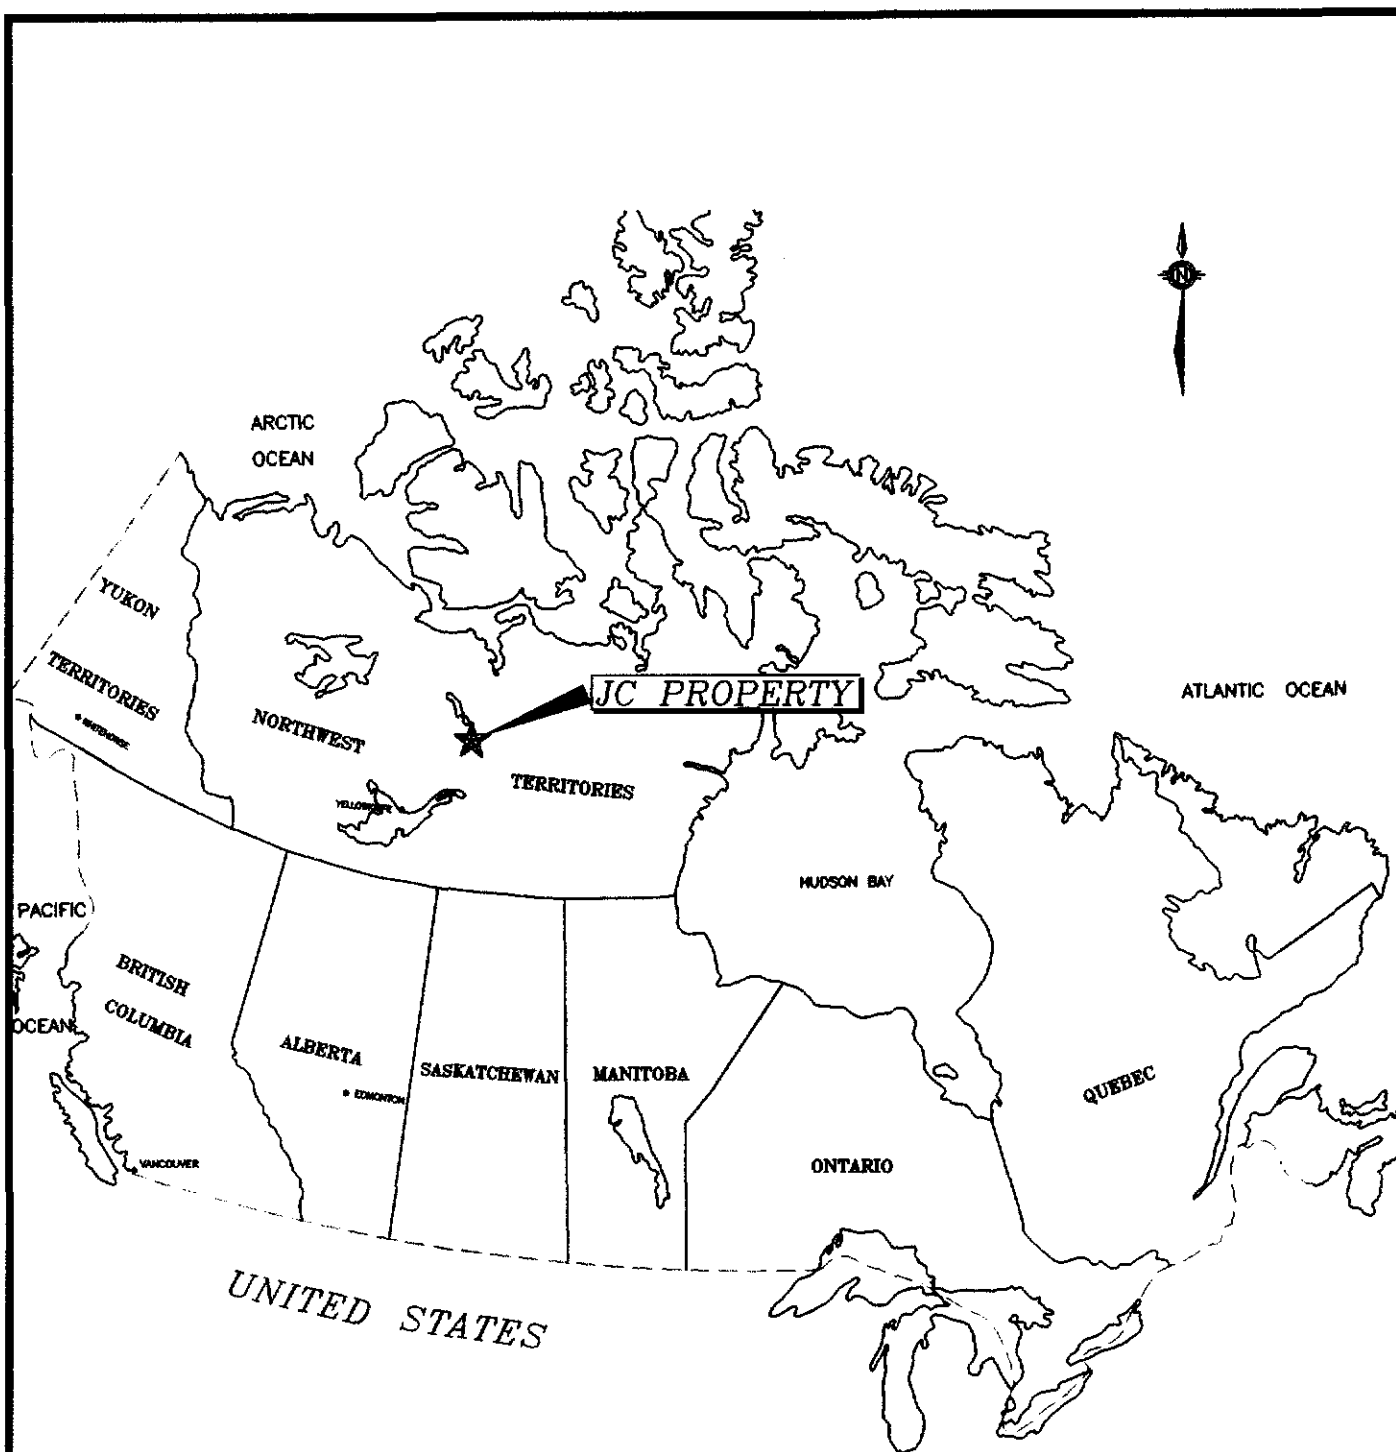 N
ARCTIC
OCEAN
YUKON
TERRITORIES
WHITEHORSE
NORTHWEST
TERRITORIES
JC PROPERTY
ATLANTIC OCEAN
YELLOWKNIFE
HUDSON BAY
PACIFIC
OCEAN
BRITISH
COLUMBIA
ALBERTA
EDMONTON
SASKATCHEWAN
MANITOBA
QUEBEC
VANCOUVER
ONTARIO
UNITED STATES